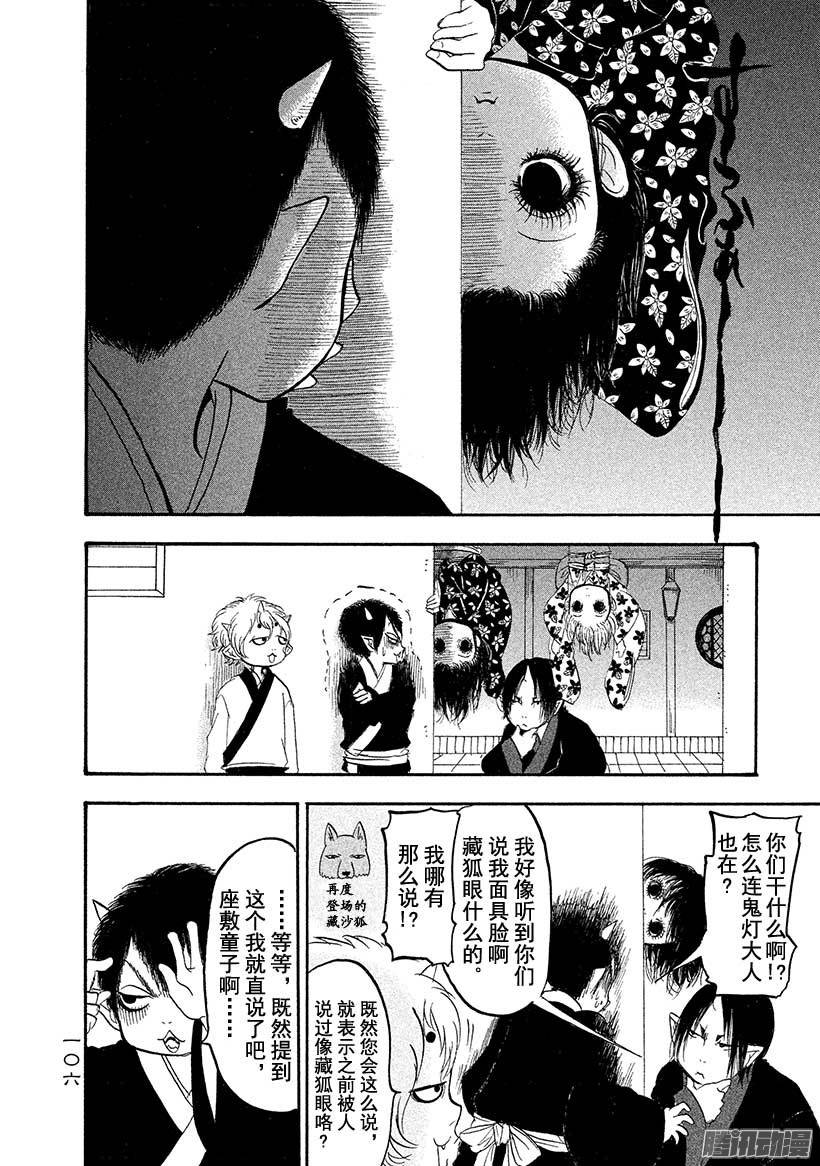 すーふふれ
你们干什么啊!?
怎么连鬼灯大人
也在?
我好像听到你们
说我面具脸啊
藏狐眼什么的。
我哪有
那么说!?
再度
登场的
藏沙狐
既然您会这么说,
就表示之前被人
说过像藏狐眼咯?
……等等,既然提到
这个我就直说了吧,
座敷童子啊……
一〇六
腾讯动漫